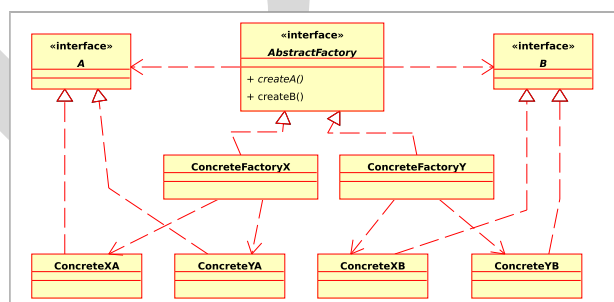 «interface»
A
«interface»
AbstractFactory
+ createA()
+ createB()
«interface»
B
ConcreteFactoryX
ConcreteFactoryY
ConcreteXA
ConcreteYA
ConcreteXB
ConcreteYB